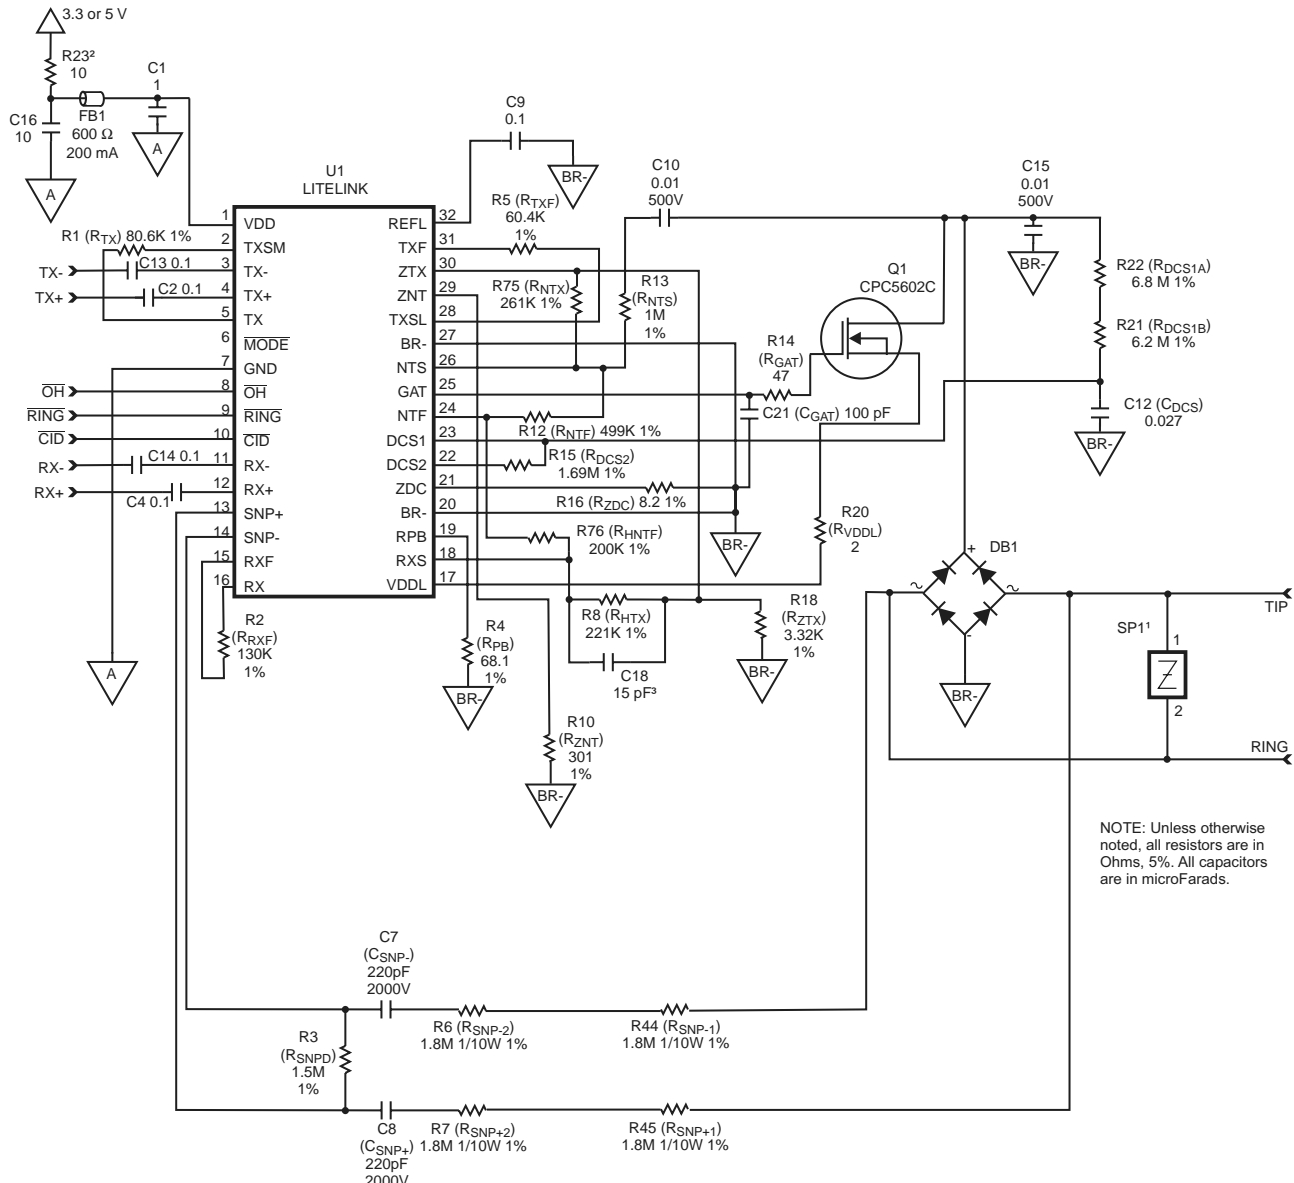 3.3 or 5 V
R23²
10
C1
1
C16
10
FB1
600 Ω
200 mA
A
A
C9
0.1
BR-
U1
LITELINK
C10
0.01
500V
C15
0.01
500V
BR-
1
VDD
2
TXSM
3
TX-
4
TX+
5
TX
6
MODE
7
GND
8
OH
9
RING
10
CID
11
RX-
12
RX+
13
SNP+
14
SNP-
15
RXF
16
RX
REFL
32
TXF
31
ZTX
30
ZNT
29
TXSL
28
BR-
27
NTS
26
GAT
25
NTF
24
DCS1
23
DCS2
22
ZDC
21
BR-
20
RPB
19
RXS
18
VDDL
17
R1 (RTX) 80.6K 1%
TX-
C13 0.1
TX+
C2 0.1
OH
RING
CID
RX-
C14 0.1
RX+
C4 0.1
A
R2
(RRXF)
130K
1%
R5 (RTXF)
60.4K
1%
R75 (RNTX)
261K 1%
R13
(RNTS)
1M
1%
Q1
CPC5602C
R14
(RGAT)
47
C21 (CGAT) 100 pF
R12 (RNTF) 499K 1%
R15 (RDCS2)
1.69M 1%
R16 (RZDC) 8.2 1%
BR-
R76 (RHNTF)
200K 1%
R20
(RVDDL)
2
R22 (RDCS1A)
6.8 M 1%
R21 (RDCS1B)
6.2 M 1%
C12 (CDCS)
0.027
BR-
R4
(RPB)
68.1
1%
BR-
R8 (RHTX)
221K 1%
C18
15 pF³
R18
(RZTX)
3.32K
1%
BR-
R10
(RZNT)
301
1%
BR-
+
DB1
~
~
-
BR-
TIP
SP1¹
1
2
RING
NOTE: Unless otherwise
noted, all resistors are in
Ohms, 5%. All capacitors
are in microFarads.
C7
(CSNP-)
220pF
2000V
R6 (RSNP-2)
1.8M 1/10W 1%
R44 (RSNP-1)
1.8M 1/10W 1%
R3
(RSNPD)
1.5M
1%
C8
(CSNP+)
220pF
2000V
R7 (RSNP+2)
1.8M 1/10W 1%
R45 (RSNP+1)
1.8M 1/10W 1%